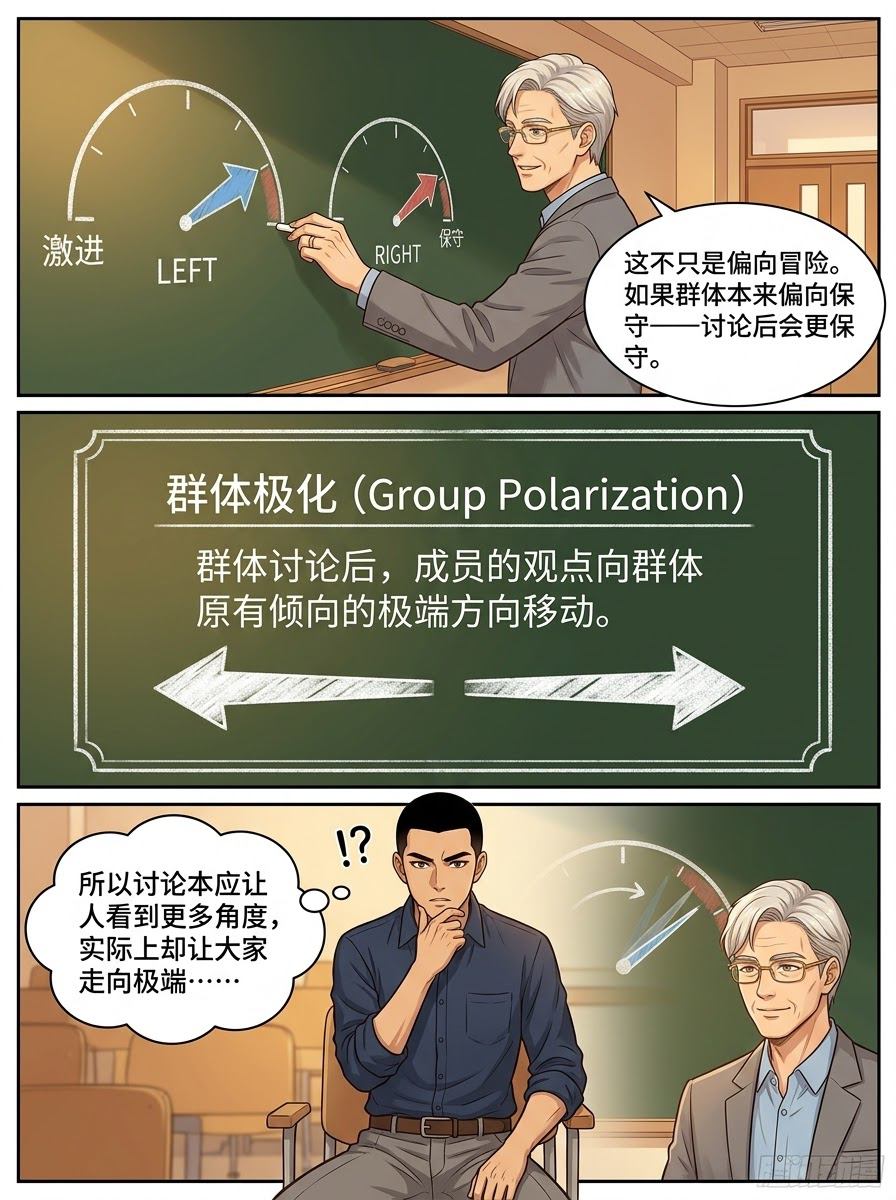 激进
LEFT
RIGHT
保守
这不只是偏向冒险。
如果群体本来偏向保
守——讨论后会更保
守。
群体极化（Group Polarization）
群体讨论后，成员的观点向群体
原有倾向的极端方向移动。
!?
所以讨论本应让
人看到更多角度，
实际上却让大家
走向极端……